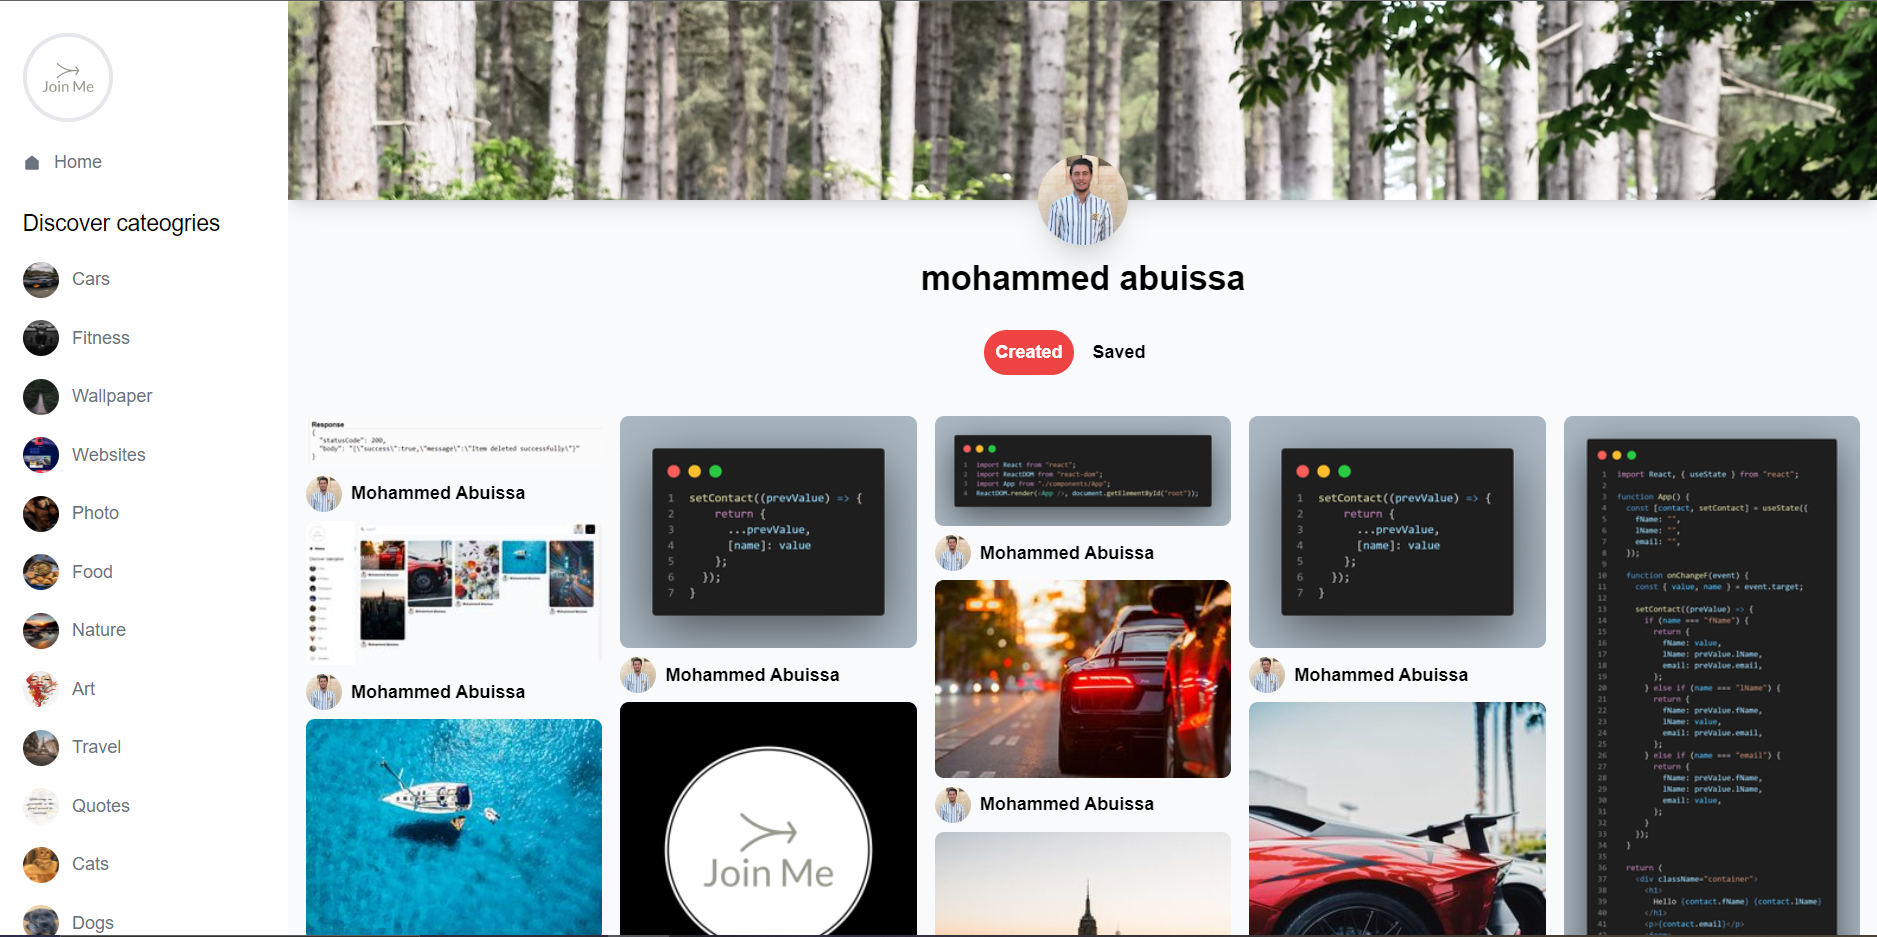 Join Me
Home
Discover cateogries
Cars
Fitness
Wallpaper
Websites
Photo
Food
Nature
Art
Travel
Quotes
Cats
Dogs
mohammed abuissa
Created
Saved
Response
{
"statusCode": 200,
"body": "{\"success\":true,\"message\":\"Item deleted successfully\"}"
}
Mohammed Abuissa
Mohammed Abuissa
1 setContact((prevValue) => {
2 return {
3 ...prevValue,
4 [name]: value
5 };
6 });
7 }
Mohammed Abuissa
Join Me
1 import React from "react";
2 import ReactDOM from "react-dom";
3 import App from "./components/App";
4 ReactDOM.render(<App />, document.getElementById("root"));
Mohammed Abuissa
Mohammed Abuissa
1 setContact((prevValue) => {
2 return {
3 ...prevValue,
4 [name]: value
5 };
6 });
7 }
Mohammed Abuissa
1 import React, { useState } from "react";
2
3 function App() {
4 const [contact, setContact] = useState({
5 fName: "",
6 lName: "",
7 email: "",
8 });
9
10 function onChangeF(event) {
11 const { value, name } = event.target;
12
13 setContact((preValue) => {
14 if (name === "fName") {
15 return {
16 fName: value,
17 lName: preValue.lName,
18 email: preValue.email,
19 };
20 } else if (name === "lName") {
21 return {
22 fName: preValue.fName,
23 lName: value,
24 email: preValue.email,
25 };
26 } else if (name === "email") {
27 return {
28 fName: preValue.fName,
29 lName: preValue.lName,
30 email: value,
31 };
32 }
33 });
34 }
35
36 return (
37 <div className="container">
38 <h1>
39 Hello {contact.fName} {contact.lName}
40 </h1>
41 <p>{contact.email}</p>